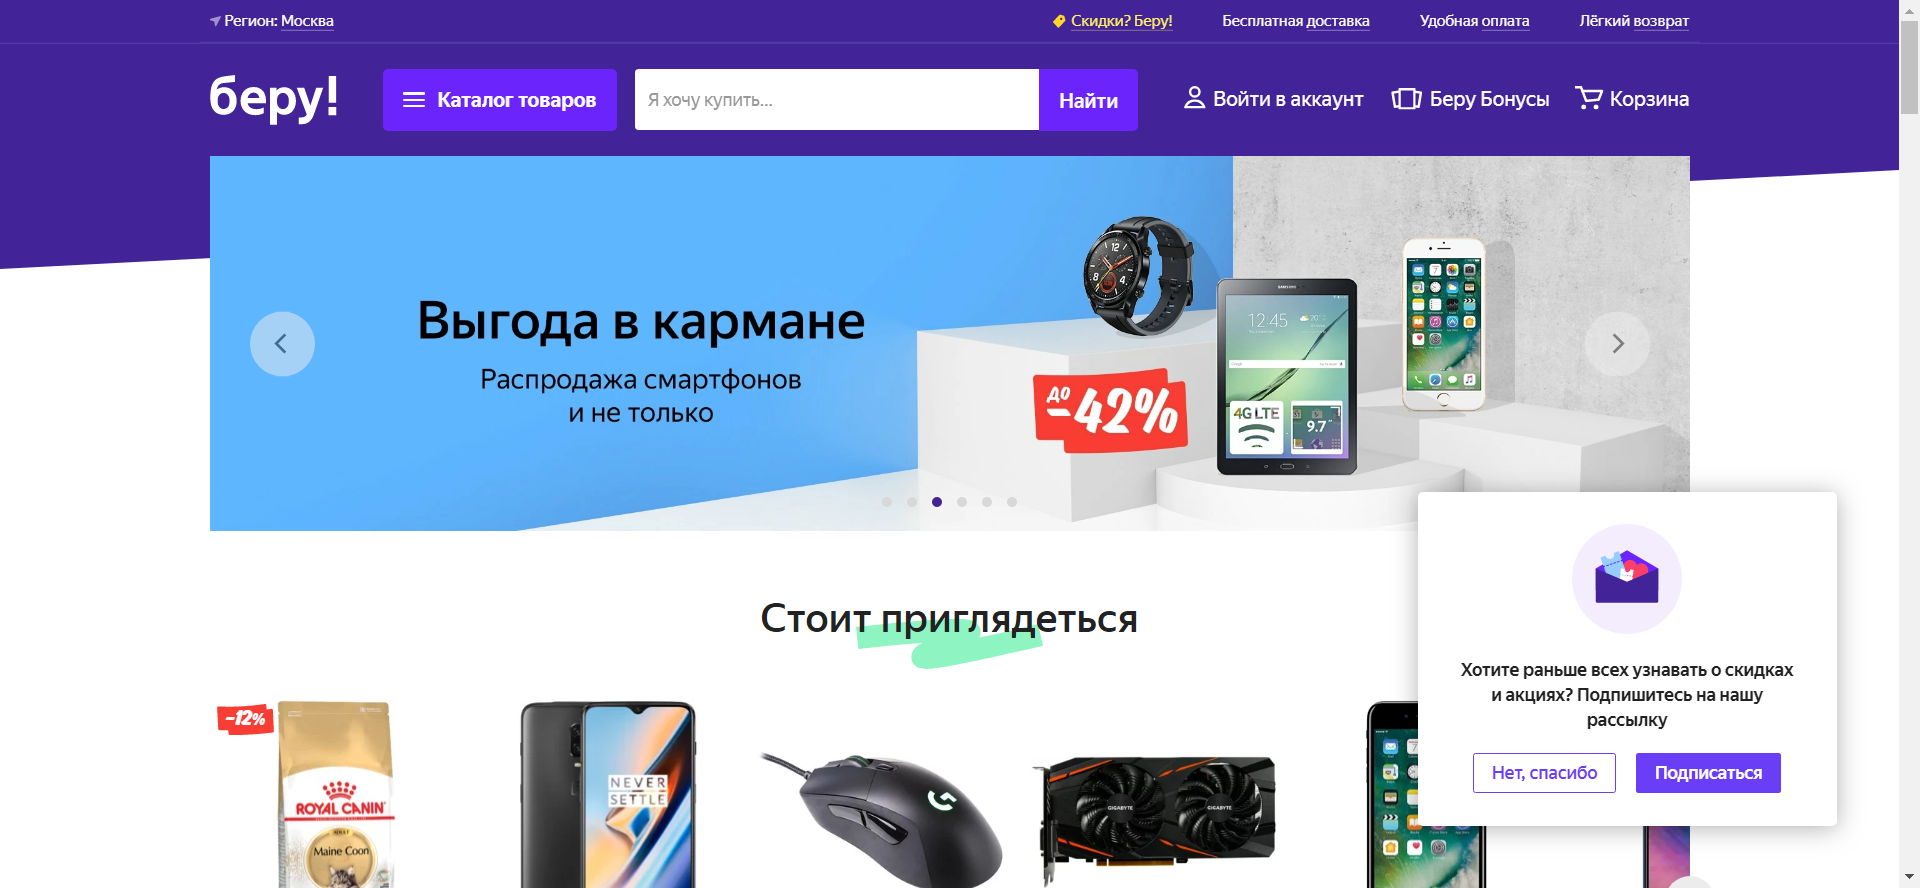 Регион: Москва
Скидки? Беру!
Бесплатная доставка
Удобная оплата
Лёгкий возврат
беру!
Каталог товаров
Я хочу купить...
Найти
Войти в аккаунт
Беру Бонусы
Корзина
Выгода в кармане
Распродажа смартфонов
и не только
до
-42%
SAMSUNG
12:45
Google
4G LTE
9.7"
Стоит приглядеться
-12%
ROYAL CANIN
Maine Coon
NEVER
SETTLE
GIGABYTE
GIGABYTE
Хотите раньше всех узнавать о скидках
и акциях? Подпишитесь на нашу
рассылку
Нет, спасибо
Подписаться